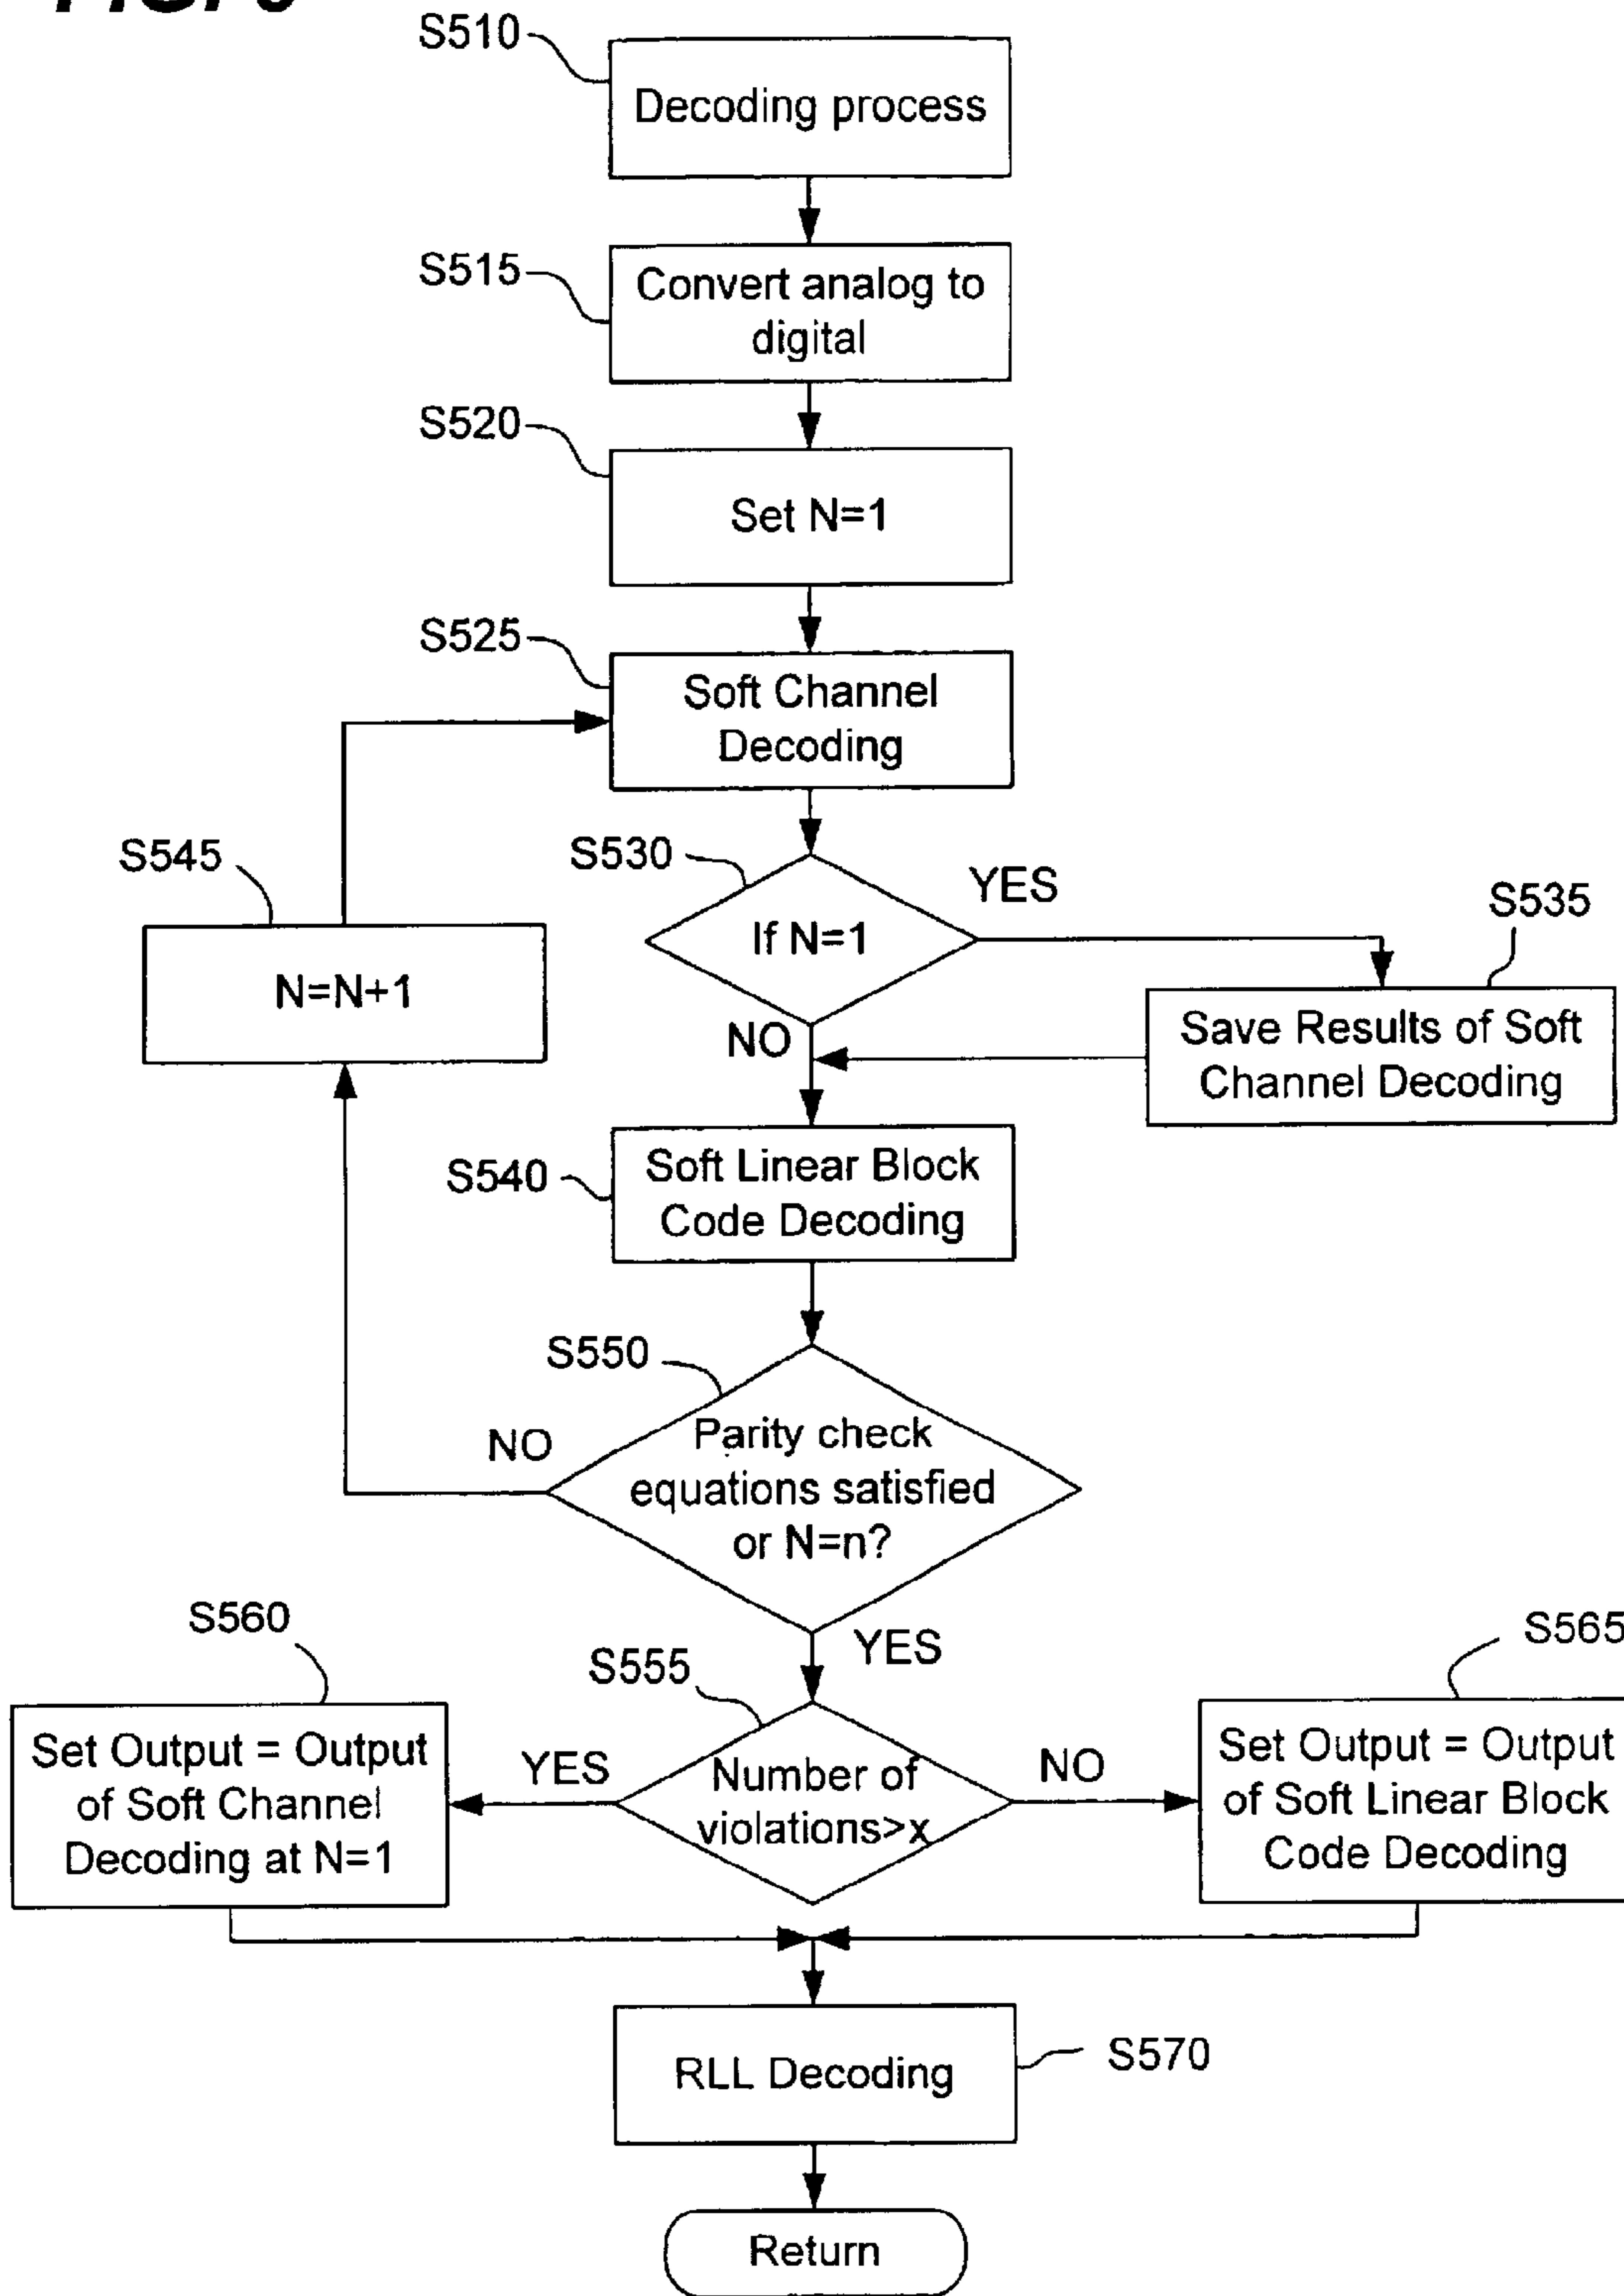 S510
Decoding process
S515
Convert analog to
digital
S520
Set N=1
S525
Soft Channel
Decoding
S545
N=N+1
S530
If N=1
YES
NO
S535
Save Results of Soft
Channel Decoding
S540
Soft Linear Block
Code Decoding
S550
Parity check
equations satisfied
or N=n?
NO
YES
S560
Set Output = Output
of Soft Channel
Decoding at N=1
S555
YES
Number of
violations>x
NO
S565
Set Output = Output
of Soft Linear Block
Code Decoding
RLL Decoding
S570
Return